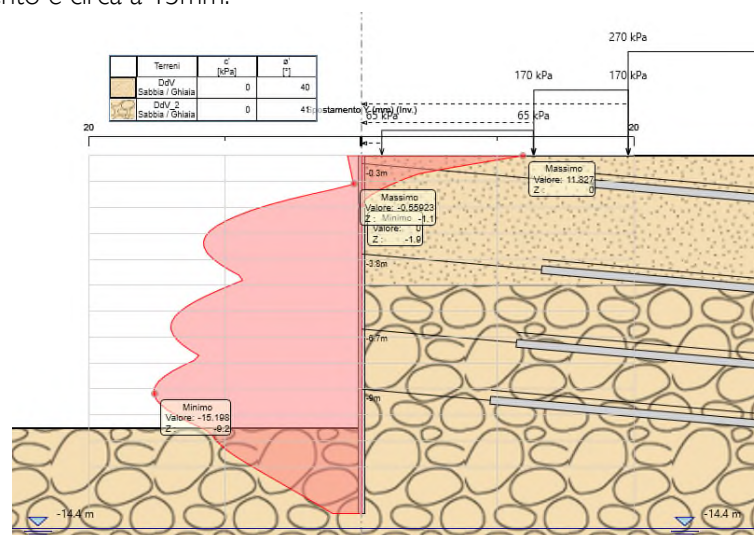 ento è circa a 15mm.
270 kPa
Terreni c' [kPa] ø' [°]
DdV Sabbia / Ghiaia 0 40
DdV_2 Sabbia / Ghiaia 0 41
170 kPa 170 kPa
Spostamento Y (mm) (Inv.)
65 kPa 65 kPa
20 20
-0.3m
Massimo
Valore: 11.827
Z : 0
Massimo
Valore: -0.55923
Z : -1.1
Minimo
Valore: 0
Z : -1.9
-3.8m
-6.7m
-9m
Minimo
Valore: -15.198
Z : -9.2
-14.4 m -14.4 m